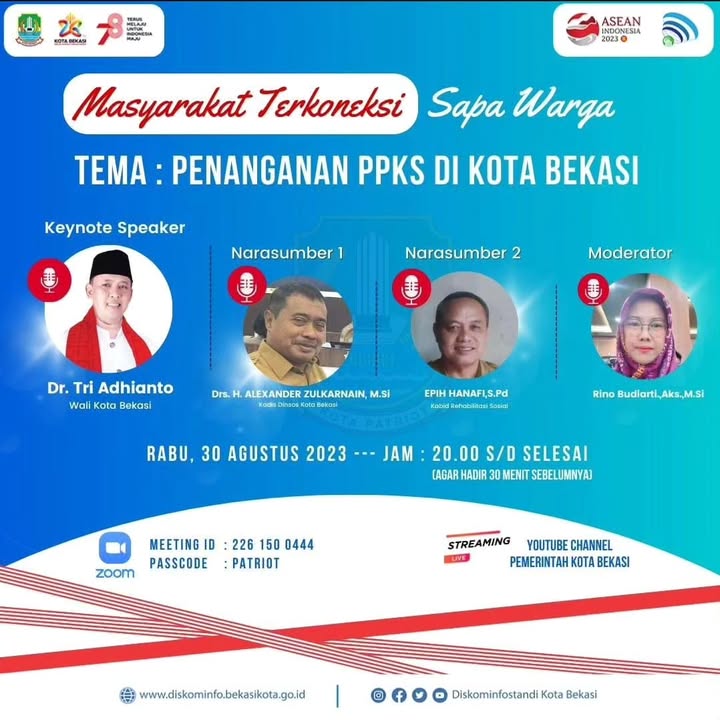 KOTA BEKASI
78
TERUS
MELAJU
UNTUK
INDONESIA
MAJU
ASEAN
INDONESIA
2023
Masyarakat Terkoneksi Sapa Warga
TEMA : PENANGANAN PPKS DI KOTA BEKASI
Keynote Speaker
Narasumber 1
Narasumber 2
Moderator
Dr. Tri Adhianto
Wali Kota Bekasi
Drs. H. ALEXANDER ZULKARNAIN, M.Si
Kadis Dinsos Kota Bekasi
EPIH HANAFI,S.Pd
Kabid Rehabilitasi Sosial
Rino Budiarti.,Aks.,M.Si
KOTA PATRIOT
RABU, 30 AGUSTUS 2023 --- JAM : 20.00 S/D SELESAI
(AGAR HADIR 30 MENIT SEBELUMNYA)
zoom
MEETING ID : 226 150 0444
PASSCODE : PATRIOT
STREAMING
LIVE
YOUTUBE CHANNEL
PEMERINTAH KOTA BEKASI
www.diskominfo.bekasikota.go.id
Diskominfostandi Kota Bekasi